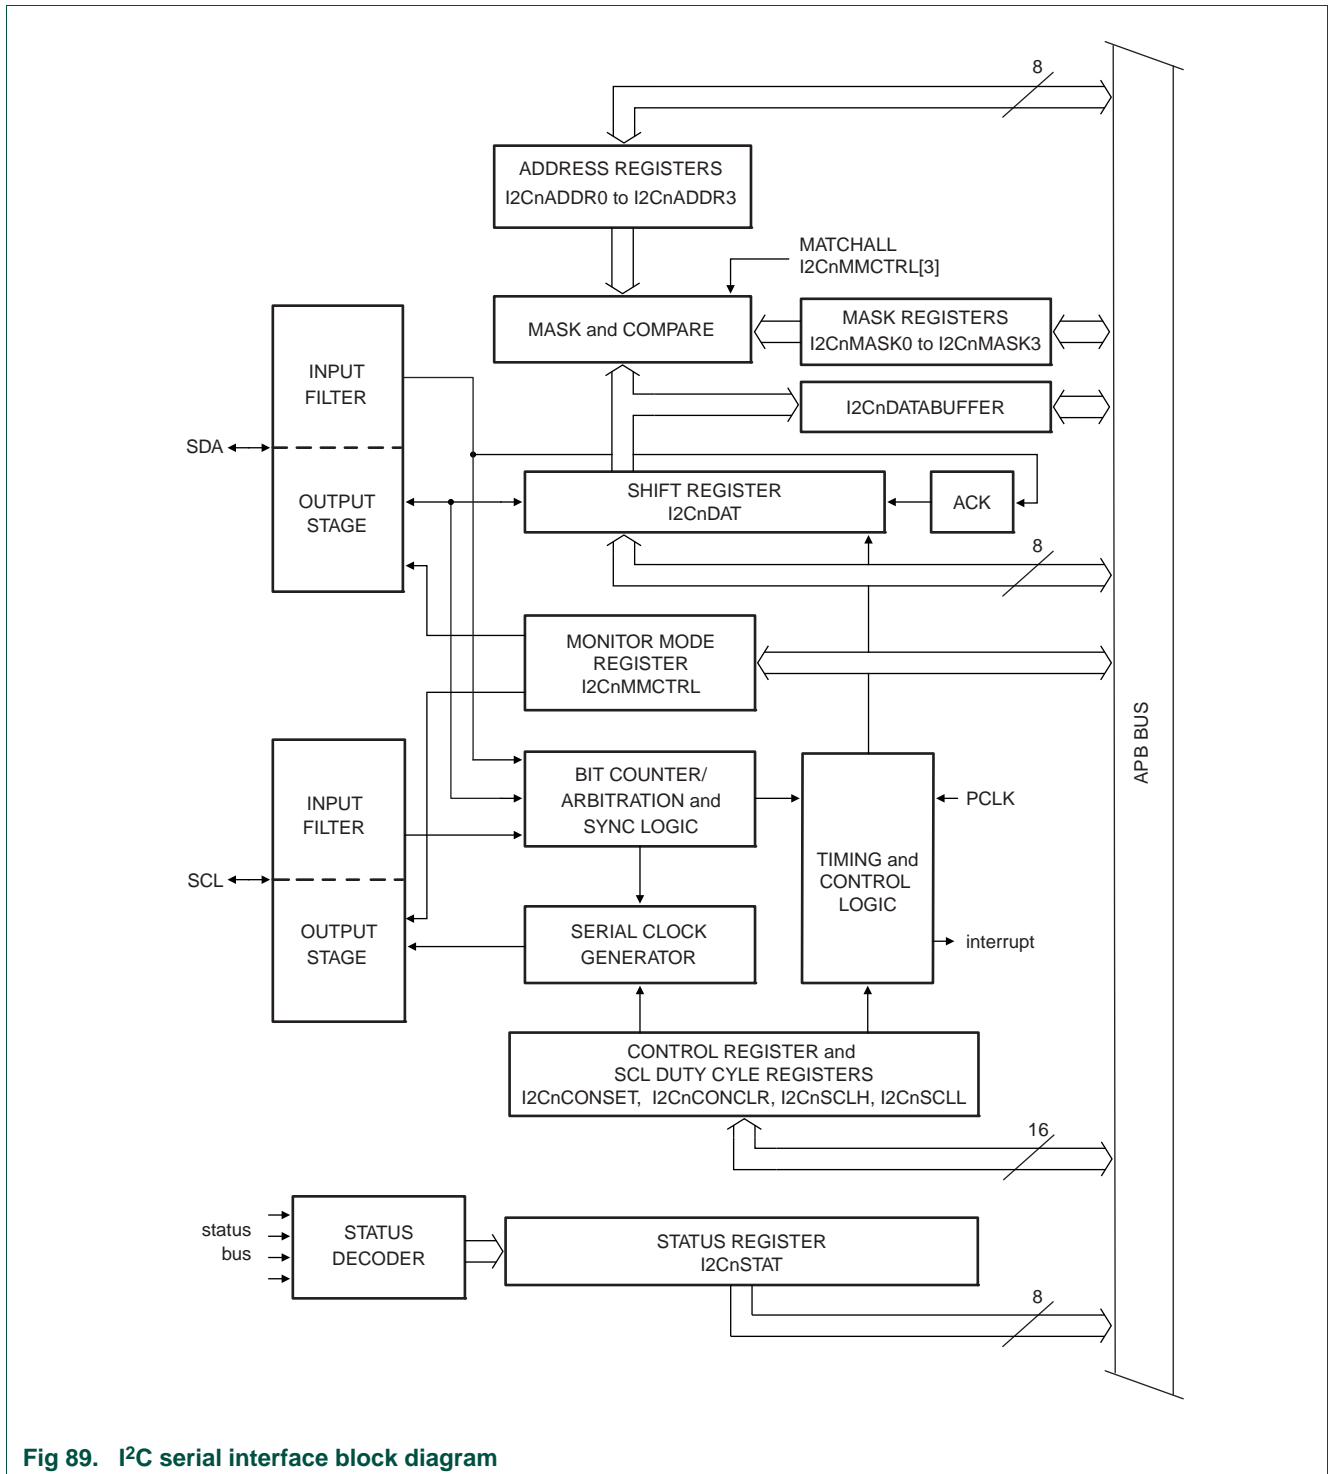 8
ADDRESS REGISTERS
I2CnADDR0 to I2CnADDR3
MATCHALL
I2CnMMCTRL[3]
MASK and COMPARE
MASK REGISTERS
I2CnMASK0 to I2CnMASK3
INPUT
FILTER
I2CnDATABUFFER
SDA
OUTPUT
STAGE
SHIFT REGISTER
I2CnDAT
ACK
8
MONITOR MODE
REGISTER
I2CnMMCTRL
APB BUS
INPUT
FILTER
BIT COUNTER/
ARBITRATION and
SYNC LOGIC
PCLK
TIMING and
CONTROL
LOGIC
SCL
OUTPUT
STAGE
SERIAL CLOCK
GENERATOR
interrupt
CONTROL REGISTER and
SCL DUTY CYLE REGISTERS
I2CnCONSET, I2CnCONCLR, I2CnSCLH, I2CnSCLL
16
status
bus
STATUS
DECODER
STATUS REGISTER
I2CnSTAT
8
Fig 89. I²C serial interface block diagram